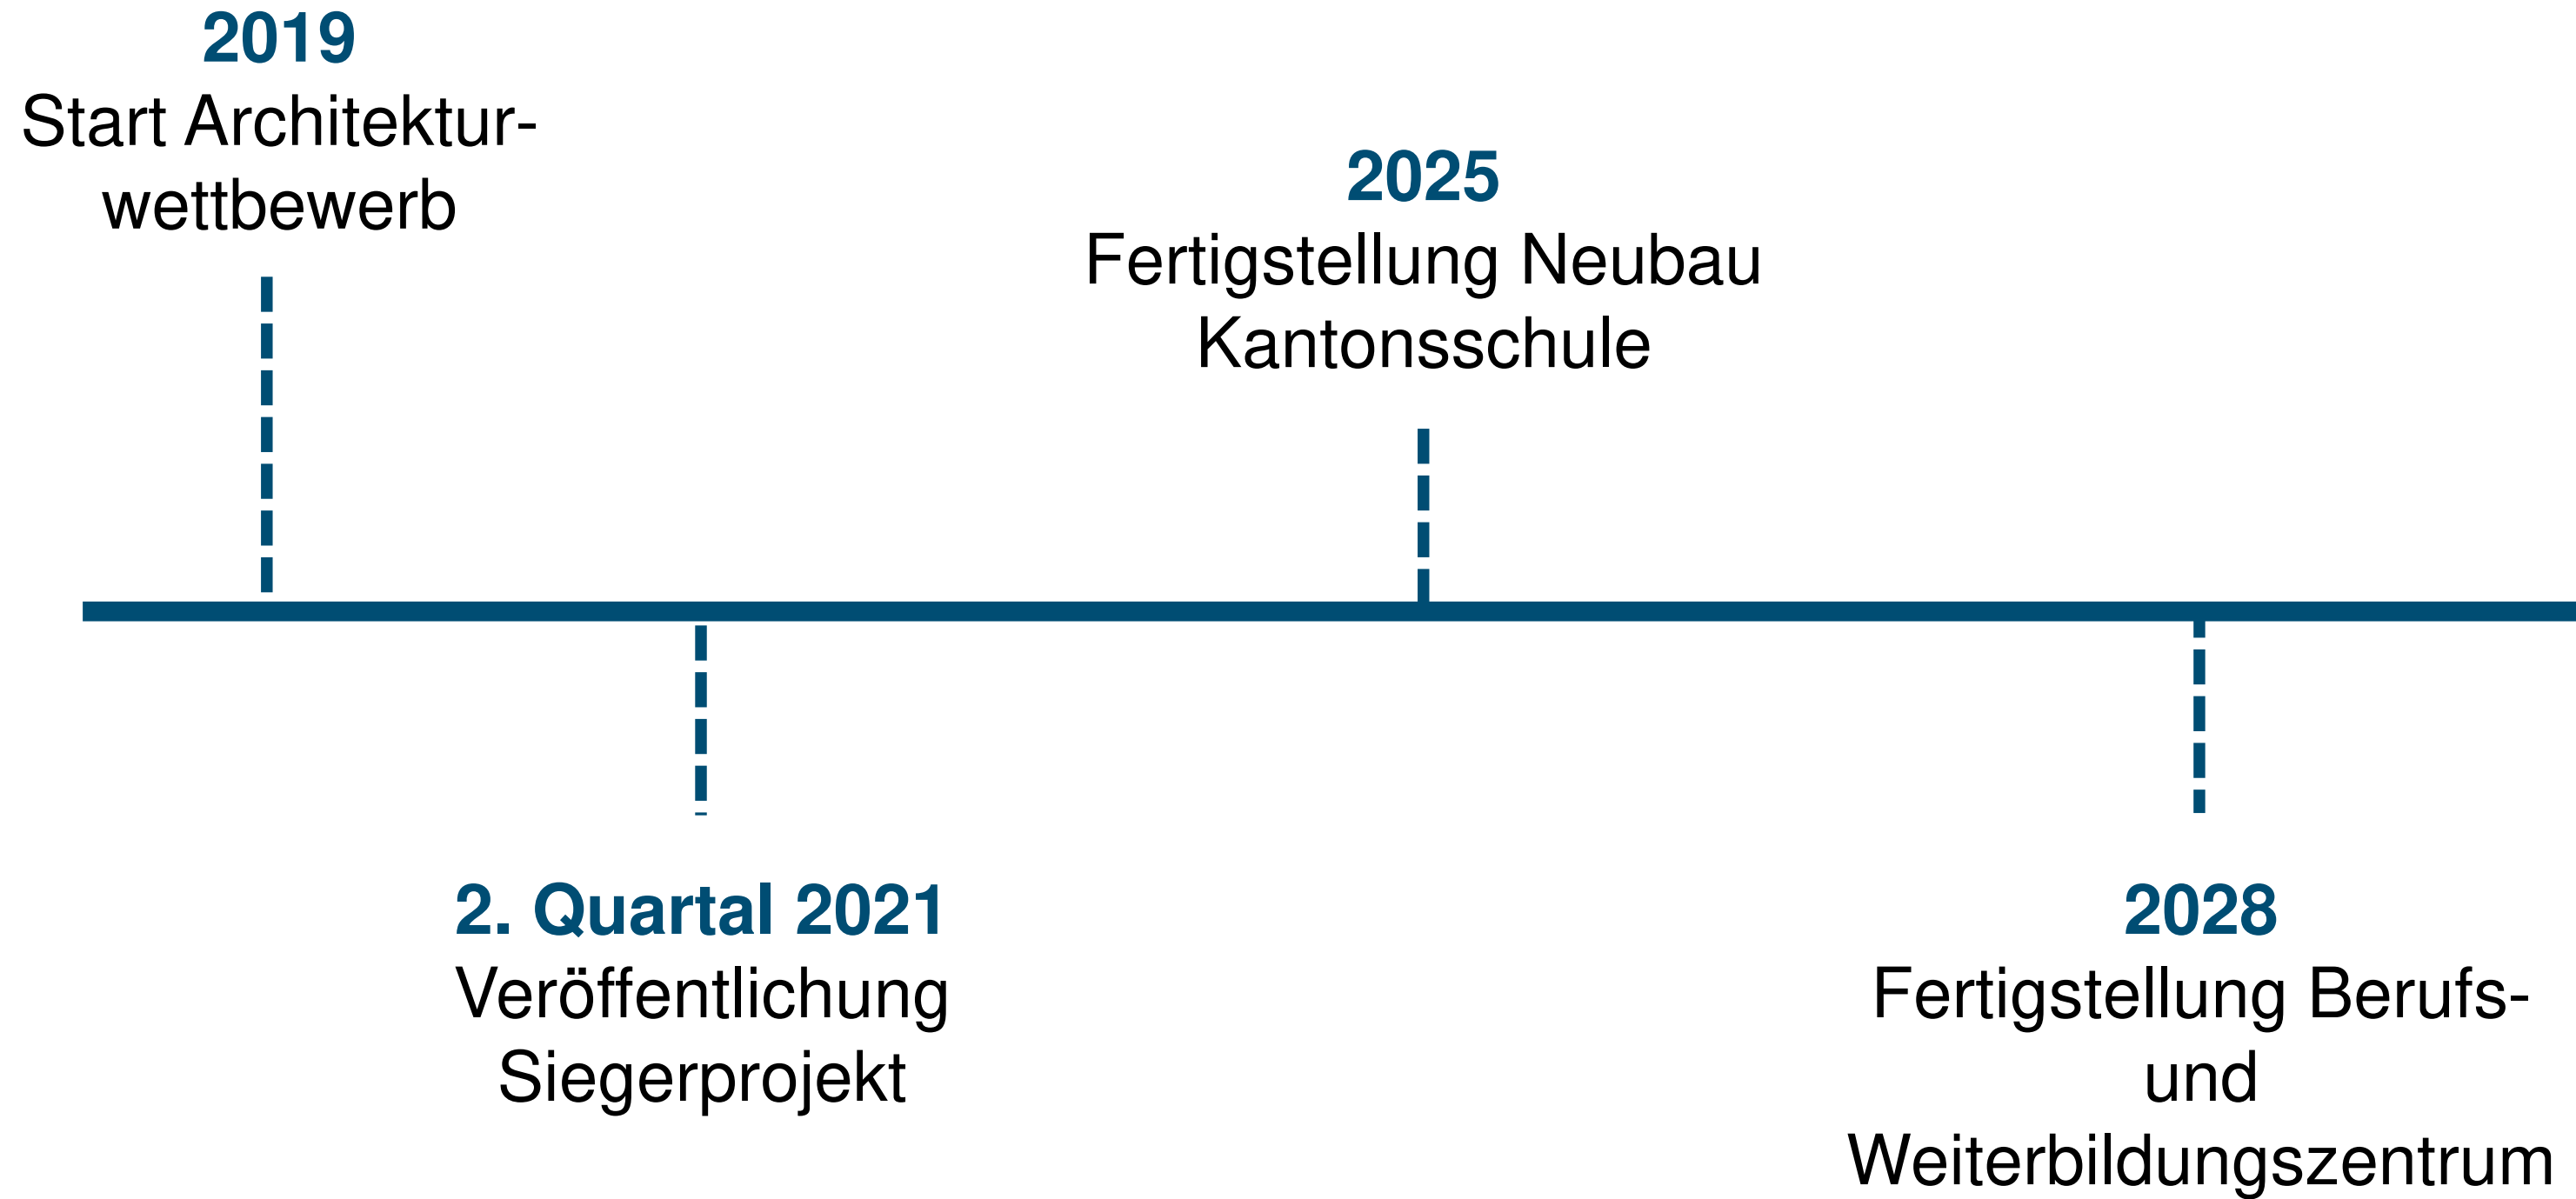 2019
Start Architektur-
wettbewerb
2025
Fertigstellung Neubau
Kantonsschule
2. Quartal 2021
Veröffentlichung
Siegerprojekt
2028
Fertigstellung Berufs-
und
Weiterbildungszentrum